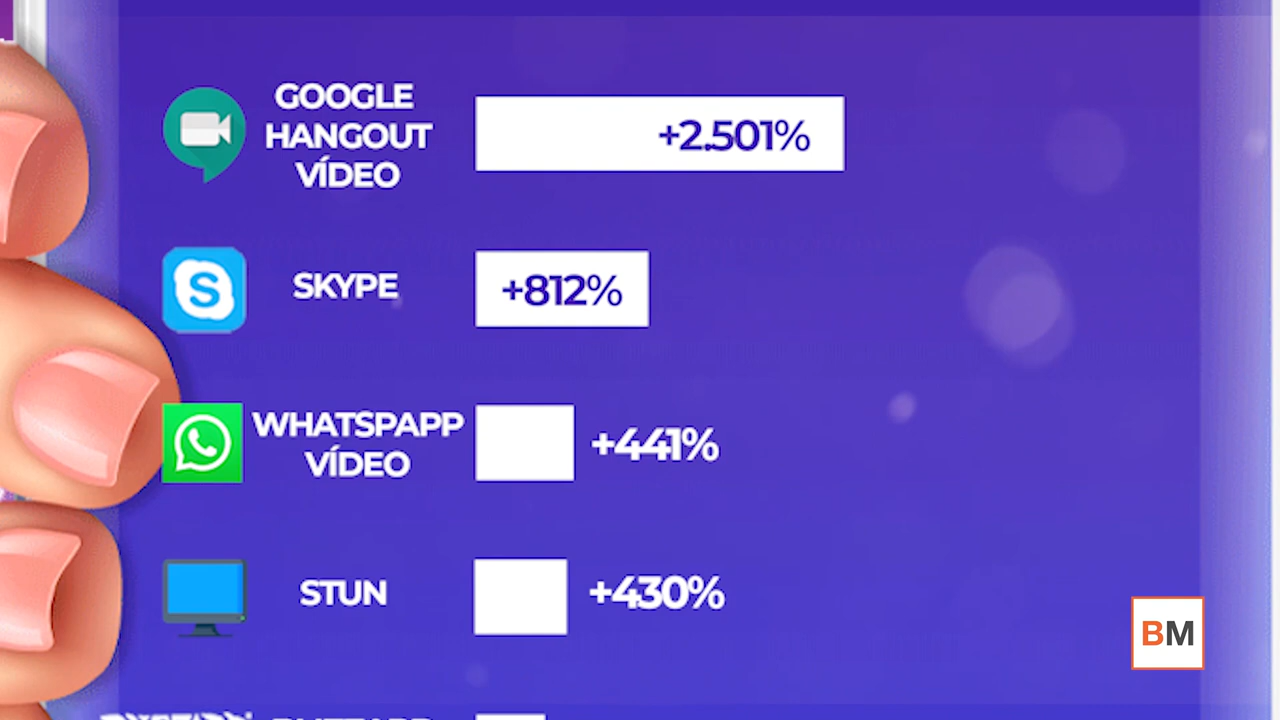 GOOGLE
HANGOUT
VÍDEO
+2.501%
SKYPE
+812%
WHATSPAPP
VÍDEO
+441%
STUN
+430%
BM